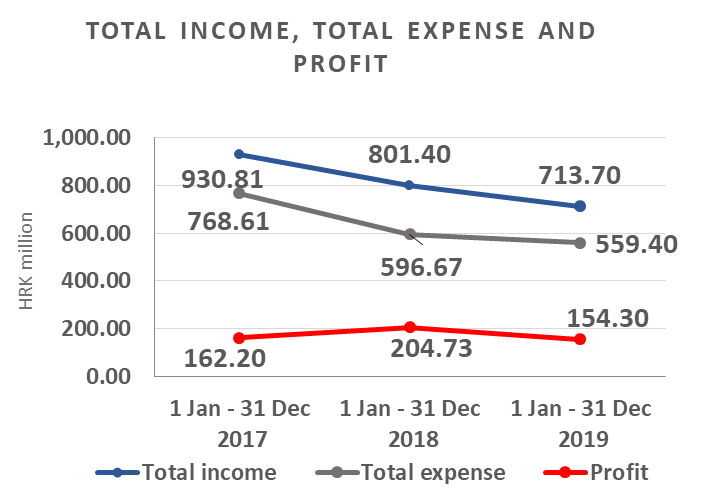 TOTAL INCOME, TOTAL EXPENSE AND
PROFIT
HRK million
1,000.00
800.00
600.00
400.00
200.00
0.00
930.81
801.40
713.70
768.61
596.67
559.40
162.20
204.73
154.30
1 Jan - 31 Dec
2017
1 Jan - 31 Dec
2018
1 Jan - 31 Dec
2019
Total income
Total expense
Profit